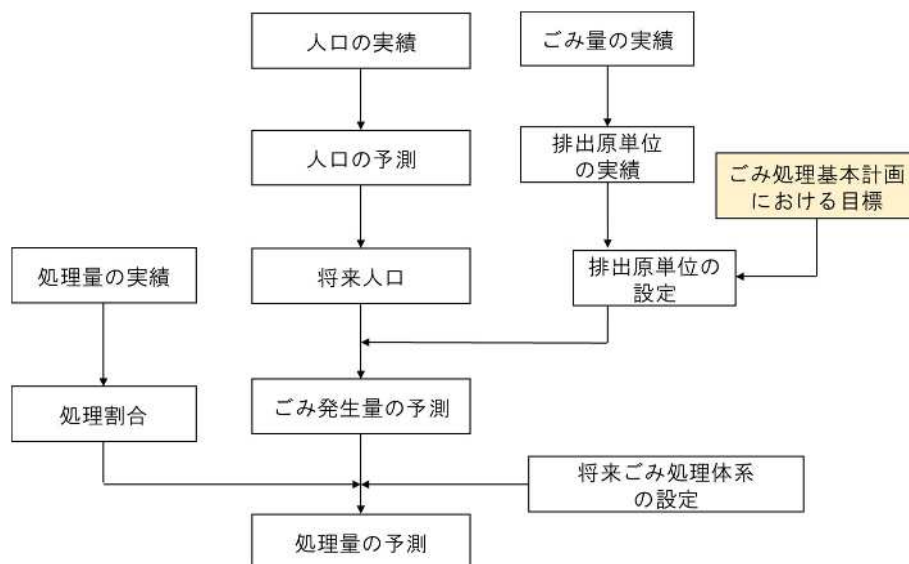 人口の実績
ごみ量の実績
人口の予測
排出原単位
の実績
ごみ処理基本計画
における目標
処理量の実績
将来人口
排出原単位の
設定
処理割合
ごみ発生量の予測
将来ごみ処理体系
の設定
処理量の予測